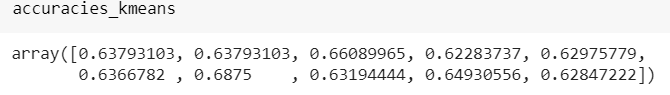 accuracies_kmeans
array([0.63793103, 0.63793103, 0.66089965, 0.62283737, 0.62975779,
       0.6366782 , 0.6875    , 0.63194444, 0.64930556, 0.62847222])